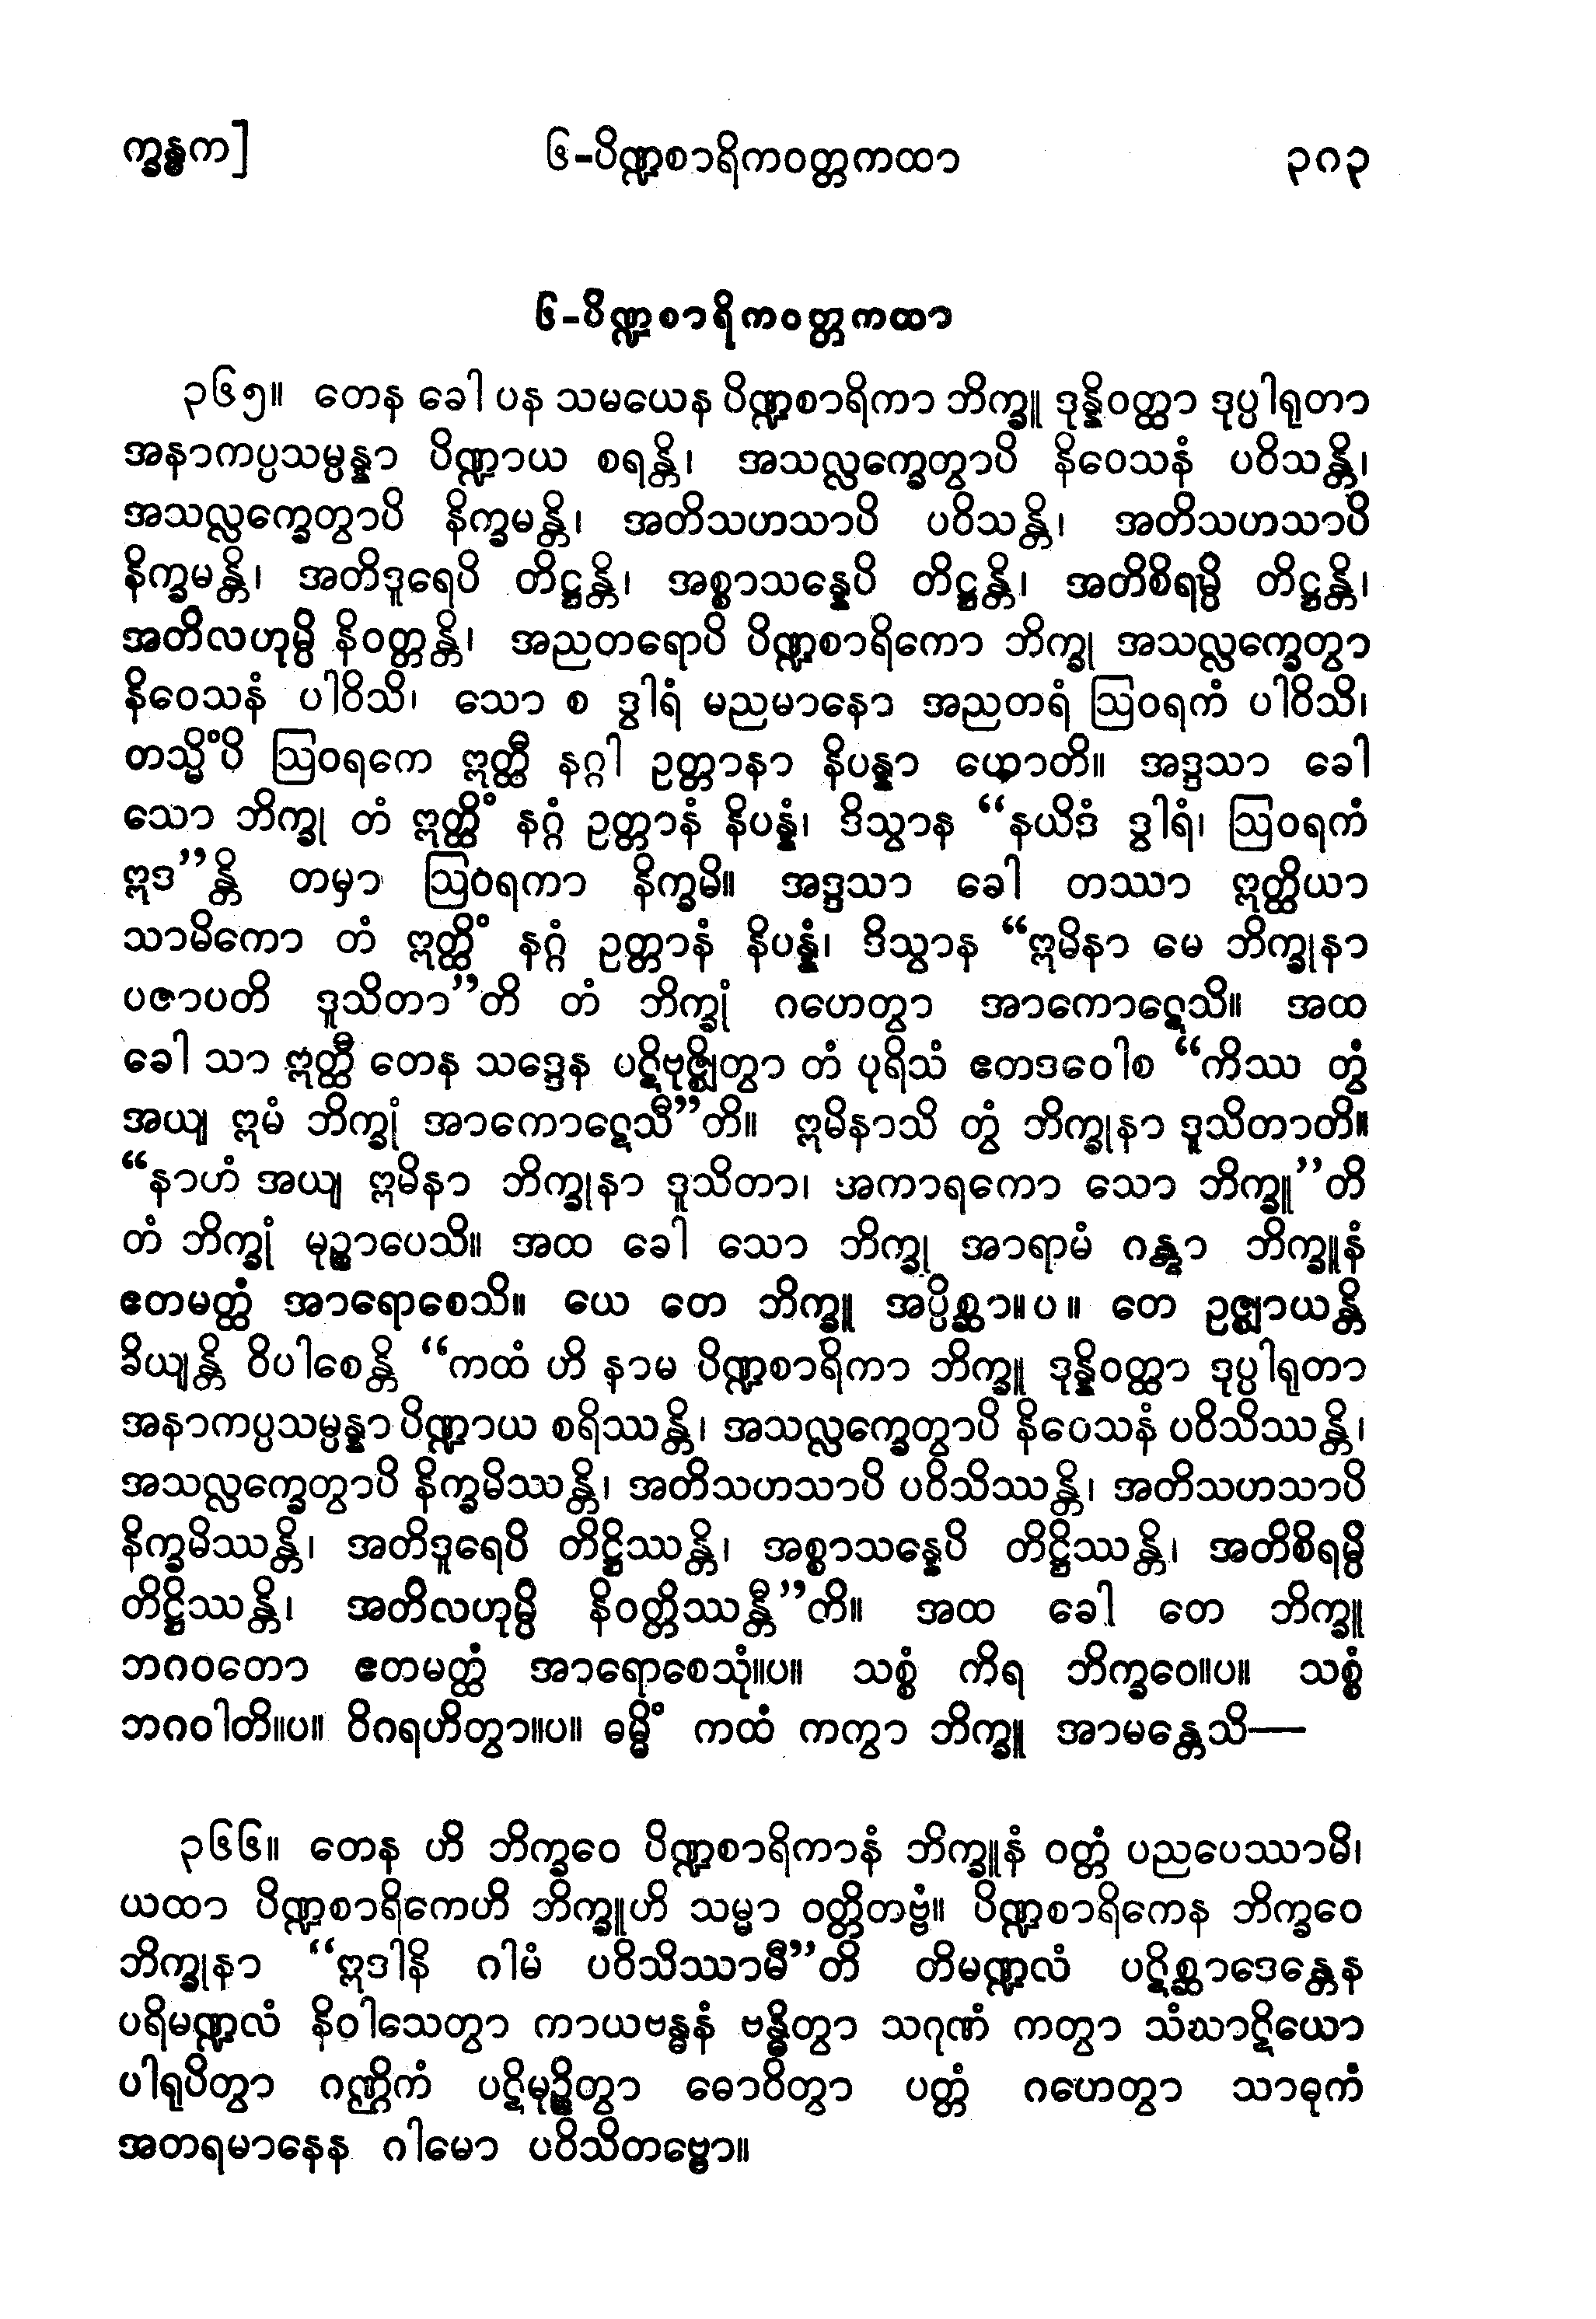 က္ခန္ဓက] ၆-ပိဏ္ဍစာရိကဝတ္တကထာ ၃၁၃
၆-ပိဏ္ဍစာရိကဝတ္တကထာ
၃၆၅။ တေန ခေါ ပန သမယေန ပိဏ္ဍစာရိကာ ဘိက္ခူ ဒုန္နိဝတ္ထာ ဒုပ္ပါရုတာ
အနာကပ္ပသမ္ပန္နာ ပိဏ္ဍာယ စရန္တိ၊ အသလ္လက္ခေတွာပိ နိဝေသနံ ပဝိသန္တိ၊
အသလ္လက္ခေတွာပိ နိက္ခမန္တိ၊ အတိသဟသာပိ ပဝိသန္တိ၊ အတိသဟသာပိ
နိက္ခမန္တိ၊ အတိဒူရေပိ တိဋ္ဌန္တိ၊ အစ္စာသန္နေပိ တိဋ္ဌန္တိ၊ အတိစိရမ္ပိ တိဋ္ဌန္တိ၊
အတိလဟုမ္ပိ နိဝတ္တန္တိ၊ အညတရောပိ ပိဏ္ဍစာရိကော ဘိက္ခု အသလ္လက္ခေတွာ
နိဝေသနံ ပါဝိသိ၊ သော စ ဒွါရံ မညမာနော အညတရံ ဩဝရကံ ပါဝိသိ၊
တသ္မိံပိ ဩဝရကေ ဣတ္ထီ နဂ္ဂါ ဥတ္တာနာ နိပန္နာ ဟောတိ။ အဒ္ဒသာ ခေါ
သော ဘိက္ခု တံ ဣတ္ထိံ နဂ္ဂံ ဥတ္တာနံ နိပန္နံ၊ ဒိသွာန “နယိဒံ ဒွါရံ၊ ဩဝရကံ
ဣဒ”န္တိ တမှာ ဩဝရကာ နိက္ခမိ။ အဒ္ဒသာ ခေါ တဿာ ဣတ္ထိယာ
သာမိကော တံ ဣတ္ထိံ နဂ္ဂံ ဥတ္တာနံ နိပန္နံ၊ ဒိသွာန “ဣမိနာ မေ ဘိက္ခုနာ
ပဇာပတိ ဒူသိတာ”တိ တံ ဘိက္ခုံ ဂဟေတွာ အာကောဋ္ဋေသိ။ အထ
ခေါ သာ ဣတ္ထီ တေန သဒ္ဒေန ပဋိဗုဇ္ဈိတွာ တံ ပုရိသံ ဧတဒဝေါစ “ကိဿ တွံ
အယျ ဣမံ ဘိက္ခုံ အာကောဋေသီ”တိ။ ဣမိနာသိ တွံ ဘိက္ခုနာ ဒူသိတာတိ။
“နာဟံ အယျ ဣမိနာ ဘိက္ခုနာ ဒူသိတာ၊ အကာရကော သော ဘိက္ခူ”တိ
တံ ဘိက္ခုံ မုဉ္စာပေသိ။ အထ ခေါ သော ဘိက္ခု အာရာမံ ဂန္တွာ ဘိက္ခူနံ
ဧတမတ္ထံ အာရောစေသိ။ ယေ တေ ဘိက္ခူ အပ္ပိစ္ဆာ။ပ။ တေ ဥဇ္ဈာယန္တိ
ခိယျန္တိ ဝိပါစေန္တိ “ကထံ ဟိ နာမ ပိဏ္ဍစာရိကာ ဘိက္ခူ ဒုန္နိဝတ္ထာ ဒုပ္ပါရုတာ
အနာကပ္ပသမ္ပန္နာ ပိဏ္ဍာယ စရိဿန္တိ၊ အသလ္လက္ခေတွာပိ နိဝေသနံ ပဝိသိဿန္တိ၊
အသလ္လက္ခေတွာပိ နိက္ခမိဿန္တိ၊ အတိသဟသာပိ ပဝိသိဿန္တိ၊ အတိသဟသာပိ
နိက္ခမိဿန္တိ၊ အတိဒူရေပိ တိဋ္ဌိဿန္တိ၊ အစ္စာသန္နေပိ တိဋ္ဌိဿန္တိ၊ အတိစိရမ္ပိ
တိဋ္ဌိဿန္တိ၊ အတိလဟုမ္ပိ နိဝတ္တိဿန္တီ”တိ။ အထ ခေါ တေ ဘိက္ခူ
ဘဂဝတော ဧတမတ္ထံ အာရောစေသုံ။ပ။ သစ္စံ ကိရ ဘိက္ခဝေ။ပ။ သစ္စံ
ဘဂဝါတိ။ပ။ ဝိဂရဟိတွာ။ပ။ ဓမ္မိံ ကထံ ကတွာ ဘိက္ခူ အာမန္တေသိ—
၃၆၆။ တေန ဟိ ဘိက္ခဝေ ပိဏ္ဍစာရိကာနံ ဘိက္ခူနံ ဝတ္တံ ပညပေဿာမိ၊
ယထာ ပိဏ္ဍစာရိကေဟိ ဘိက္ခူဟိ သမ္မာ ဝတ္တိတဗ္ဗံ။ ပိဏ္ဍစာရိကေန ဘိက္ခဝေ
ဘိက္ခုနာ “ဣဒါနိ ဂါမံ ပဝိသိဿာမီ”တိ တိမဏ္ဍလံ ပဋိစ္ဆာဒေန္တေန
ပရိမဏ္ဍလံ နိဝါသေတွာ ကာယဗန္ဓနံ ဗန္ဓိတွာ သဂုဏံ ကတွာ သံဃာဋိယော
ပါရုပိတွာ ဂဏ္ဌိကံ ပဋိမုဉ္စိတွာ ဓောဝိတွာ ပတ္တံ ဂဟေတွာ သာဓုကံ
အတရမာနေန ဂါမော ပဝိသိတဗ္ဗော။